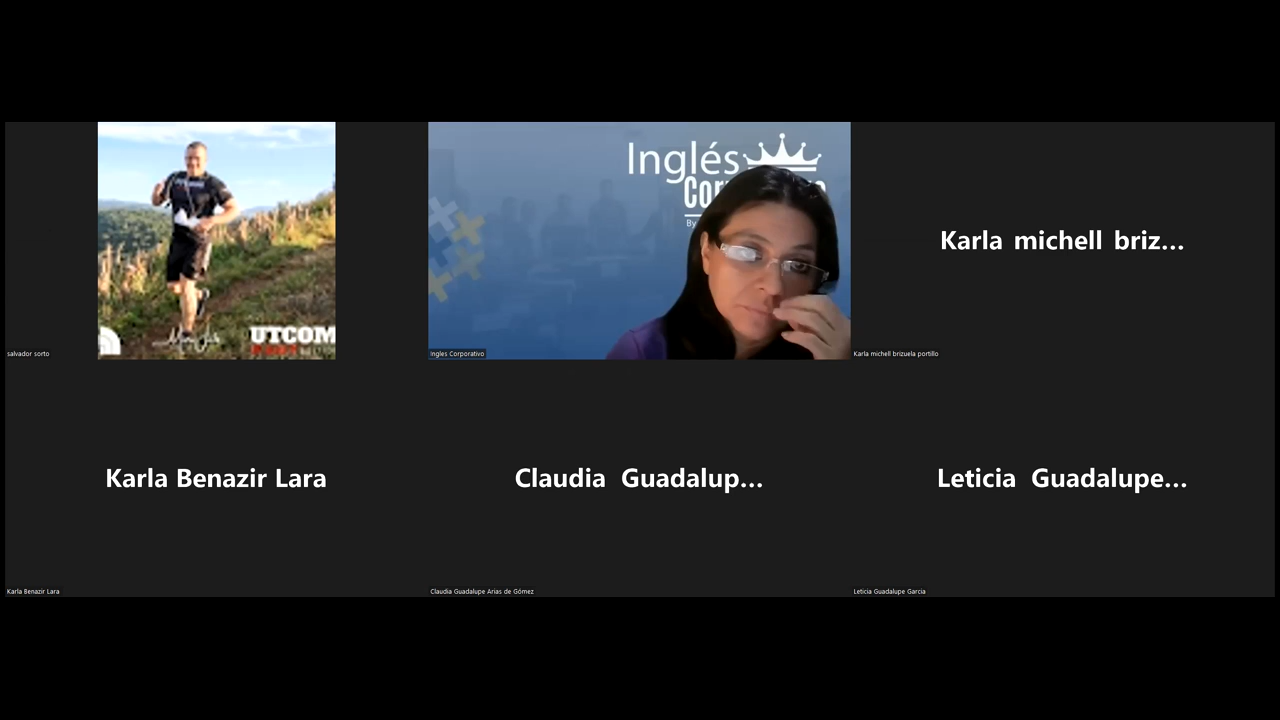 Inglés
By
UTCOM
salvador sorto
Ingles Corporativo
Karla michell briz...
Karla michell brizuela portillo
Karla Benazir Lara
Karla Benazir Lara
Claudia Guadalup...
Claudia Guadalupe Arias de Gómez
Leticia Guadalupe...
Leticia Guadalupe Garcia